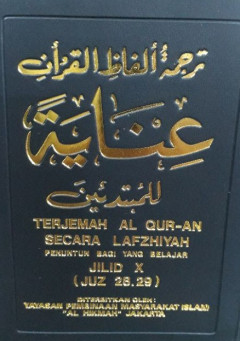 ترجمة ألفاظ القرآن
عناية
للمبتدئين
TERJEMAH AL QUR-AN
SECARA LAFZHIYAH
PENUNTUN BAGI YANG BELAJAR
JILID X
(JUZ 28.29)
DITERBITKAN OLEH:
YAYASAN PEMBINAAN MASYARAKAT ISLAM
"AL HIKMAH" JAKARTA